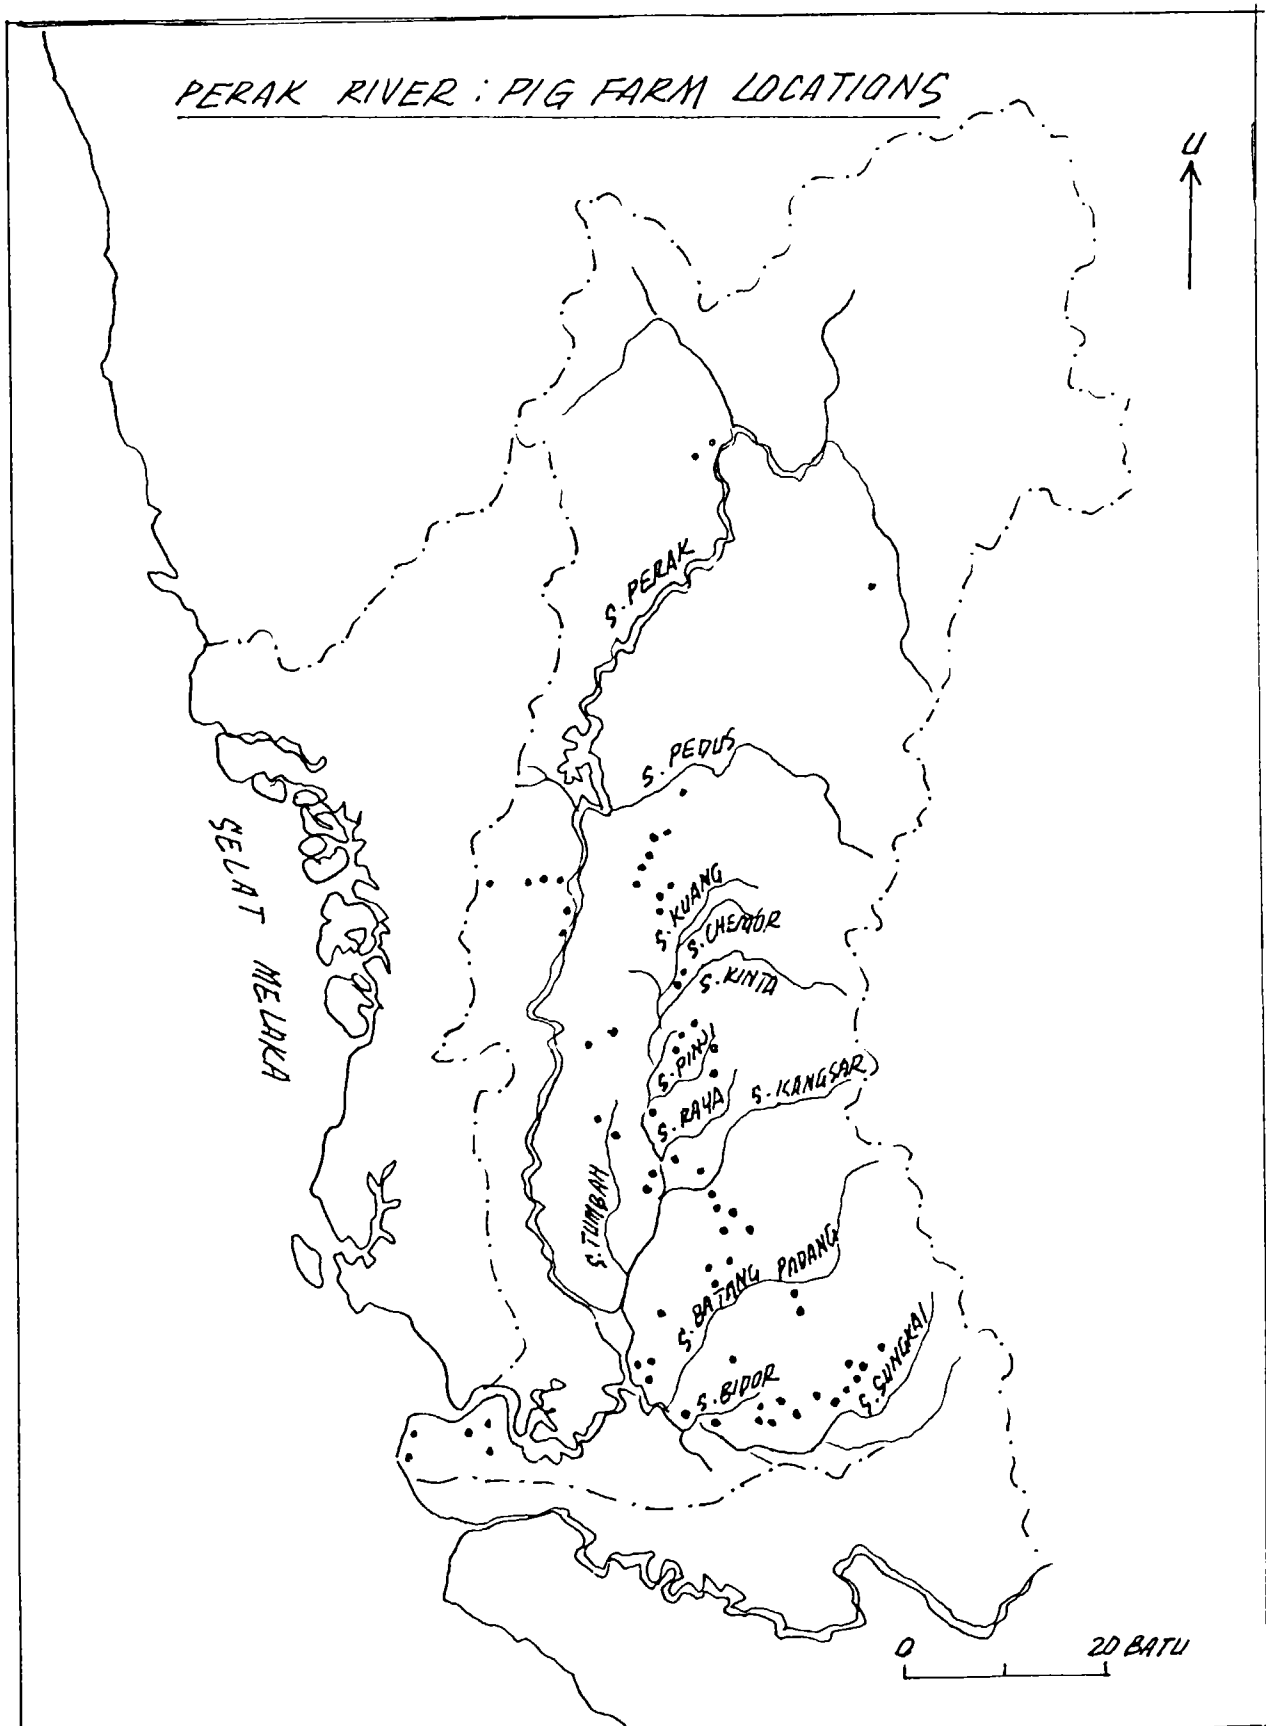 PERAK RIVER : PIG FARM LOCATIONS
U
S. PERAK
S. PEDUS
SELAT MELAKA
S. KUANG
S. CHEMOR
S. KINTA
S. PINJI
S. RAYA
S. KANGSAR
S. TUMBAH
S. BATANG PADANG
S. BIDOR
S. SUNGKAI
0 20 BATU